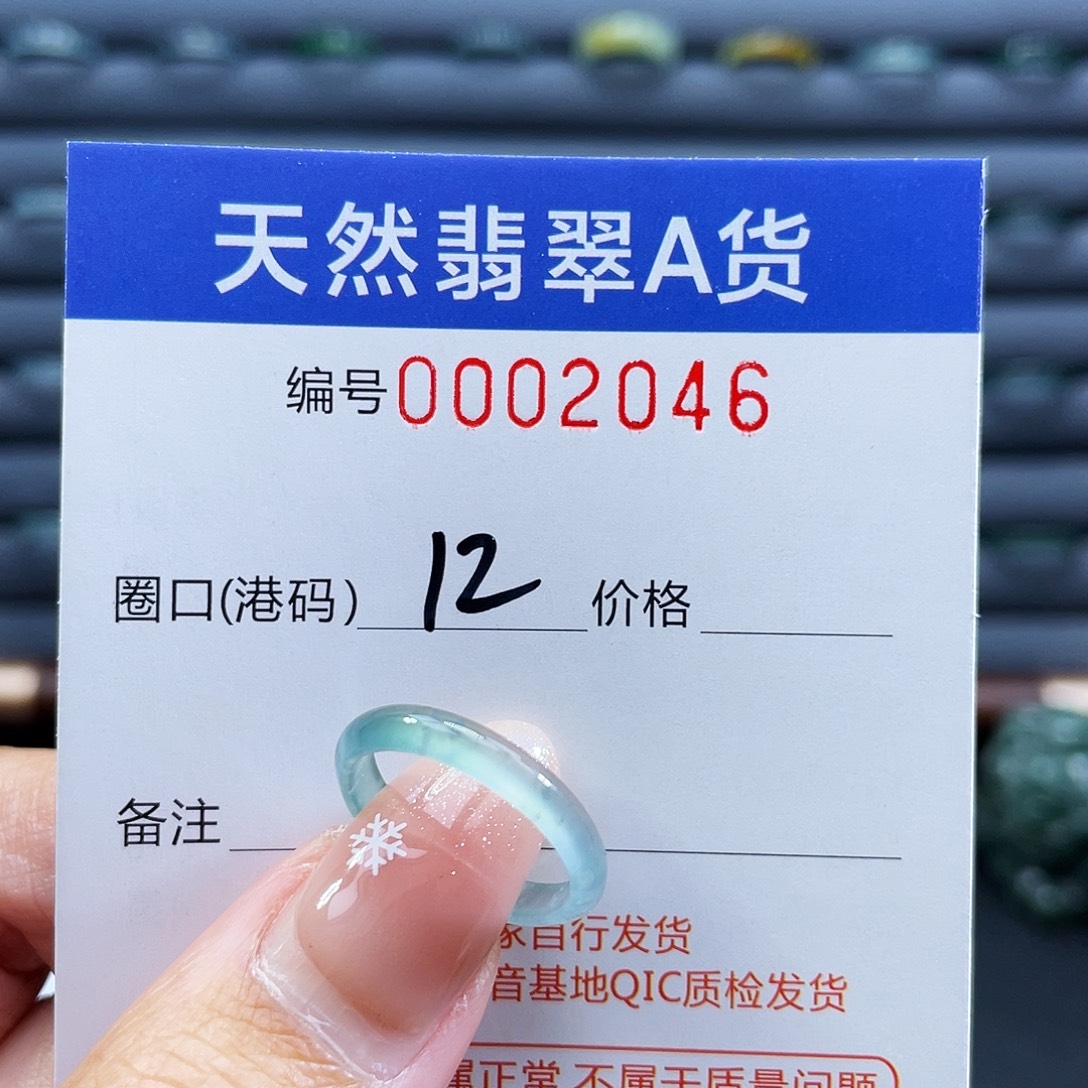 天然翡翠A货
编号0002046
圈口(港码) 12 价格
备注
家自行发货
音基地QIC质检发货
属正常 不属于质量问题